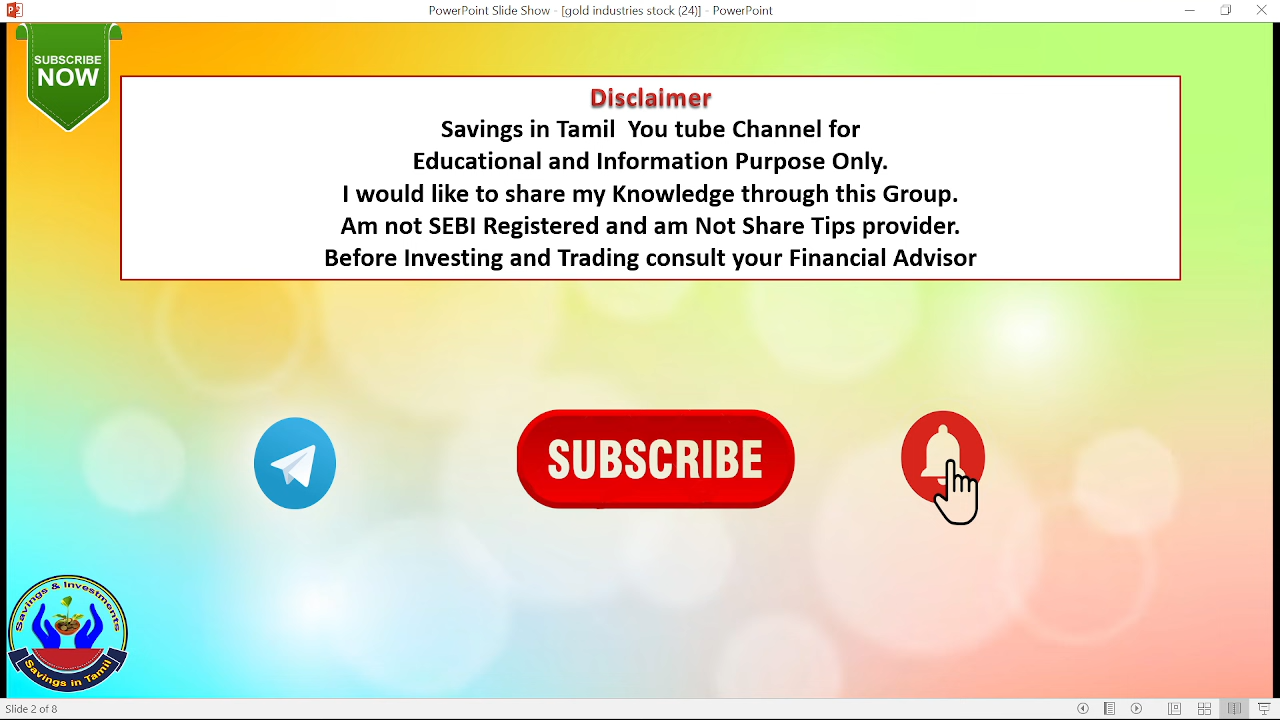 PowerPoint Slide Show - [gold industries stock (24)] - PowerPoint
SUBSCRIBE
NOW
Disclaimer
Savings in Tamil  You tube Channel for
Educational and Information Purpose Only.
I would like to share my Knowledge through this Group.
Am not SEBI Registered and am Not Share Tips provider.
Before Investing and Trading consult your Financial Advisor
SUBSCRIBE
Savings & Investments
Savings in Tamil
Slide 2 of 8